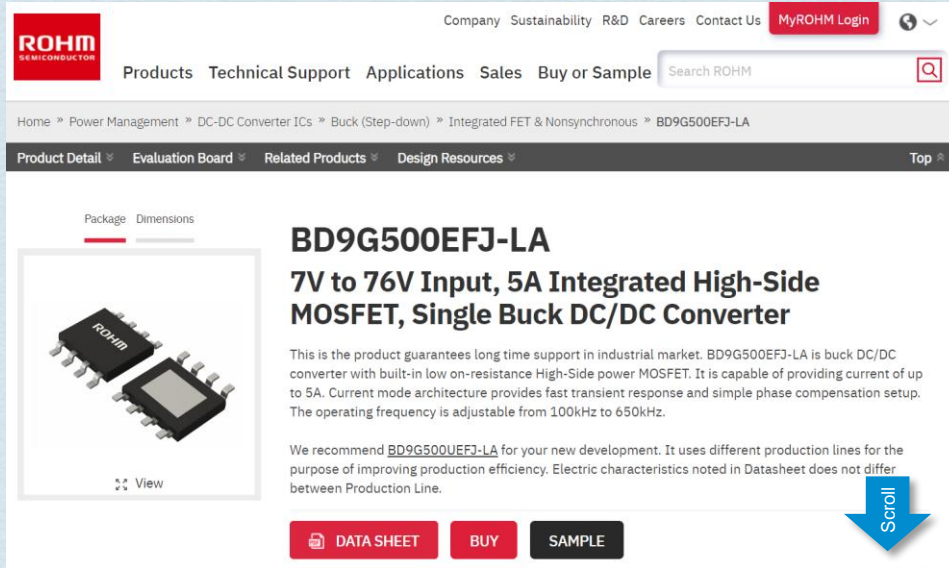 Company Sustainability R&D Careers Contact Us MyROHM Login
ROHM
SEMICONDUCTOR
Products Technical Support Applications Sales Buy or Sample Search ROHM
Home » Power Management » DC-DC Converter ICs » Buck (Step-down) » Integrated FET & Nonsynchronous » BD9G500EFJ-LA
Product Detail Evaluation Board Related Products Design Resources Top
Package Dimensions
BD9G500EFJ-LA
7V to 76V Input, 5A Integrated High-Side
MOSFET, Single Buck DC/DC Converter
ROHM
This is the product guarantees long time support in industrial market. BD9G500EFJ-LA is buck DC/DC
converter with built-in low on-resistance High-Side power MOSFET. It is capable of providing current of up
to 5A. Current mode architecture provides fast transient response and simple phase compensation setup.
The operating frequency is adjustable from 100kHz to 650kHz.
We recommend BD9G500UEFJ-LA for your new development. It uses different production lines for the
purpose of improving production efficiency. Electric characteristics noted in Datasheet does not differ
between Production Line.
View
Scroll
DATA SHEET BUY SAMPLE